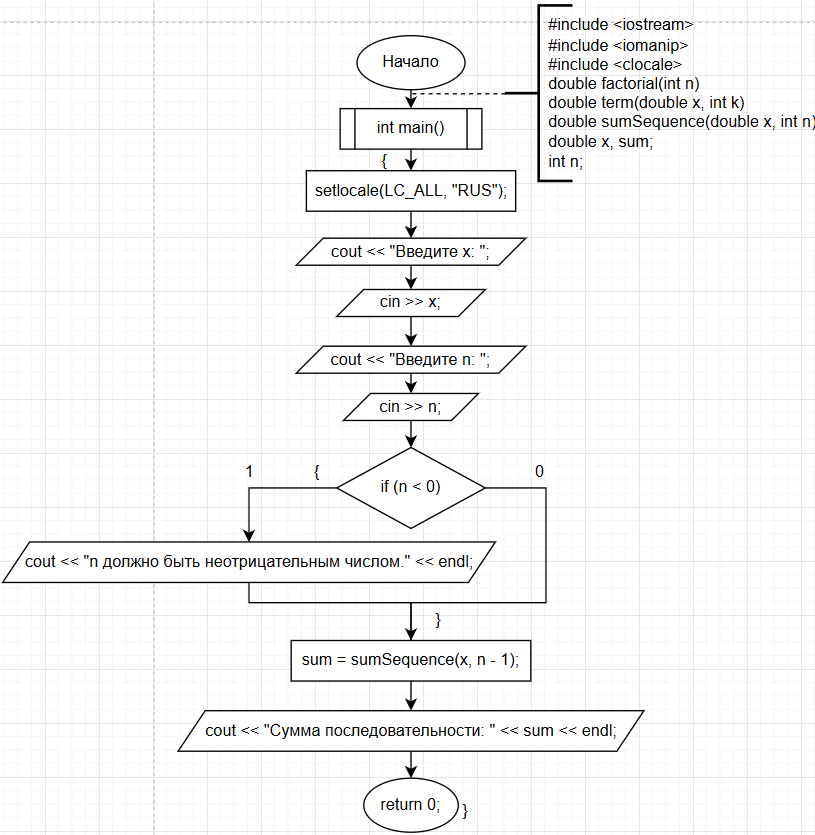 Начало
#include <iostream>
#include <iomanip>
#include <clocale>
double factorial(int n)
double term(double x, int k)
double sumSequence(double x, int n)
double x, sum;
int n;
int main()
{
setlocale(LC_ALL, "RUS");
cout << "Введите x: ";
cin >> x;
cout << "Введите n: ";
cin >> n;
1 { if (n < 0) 0
cout << "n должно быть неотрицательным числом." << endl;
}
sum = sumSequence(x, n - 1);
cout << "Сумма последовательности: " << sum << endl;
return 0; }